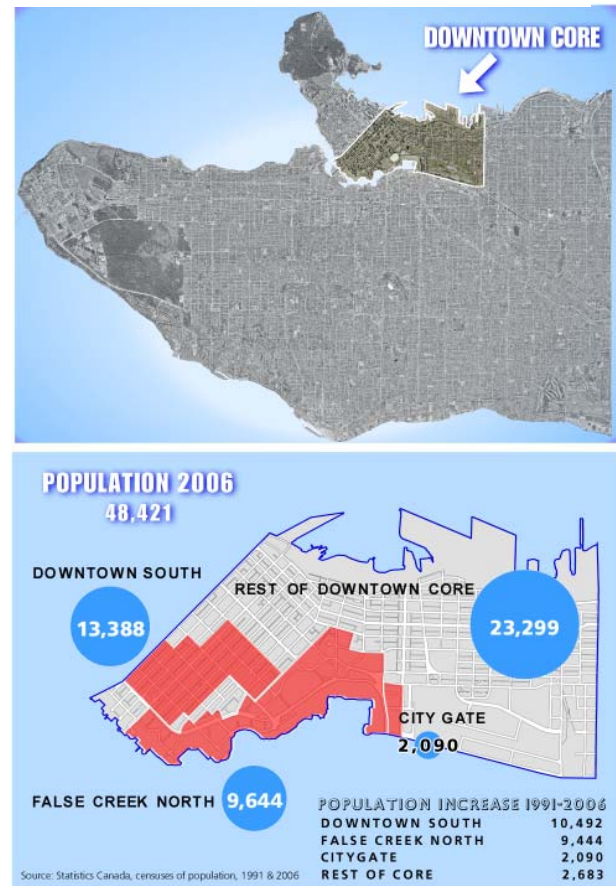 DOWNTOWN CORE
POPULATION 2006
48,421
DOWNTOWN SOUTH
13,388
REST OF DOWNTOWN CORE
23,299
CITY GATE
2,090
FALSE CREEK NORTH
9,644
POPULATION INCREASE 1991-2006
DOWNTOWN SOUTH 10,492
FALSE CREEK NORTH 9,444
CITYGATE 2,090
REST OF CORE 2,683
Source: Statistics Canada, censuses of population, 1991 & 2006